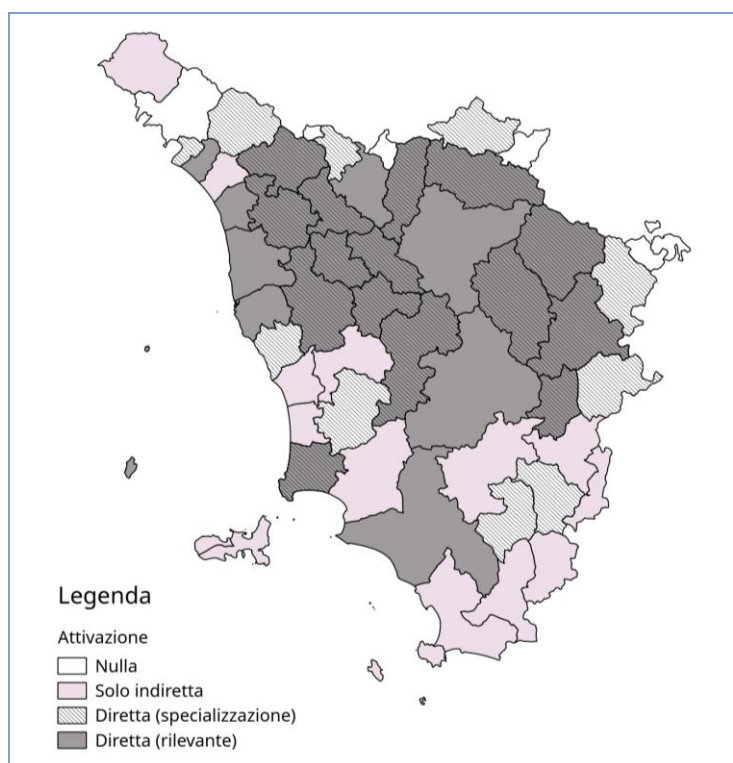 Legenda
Attivazione
Nulla
Solo indiretta
Diretta (specializzazione)
Diretta (rilevante)